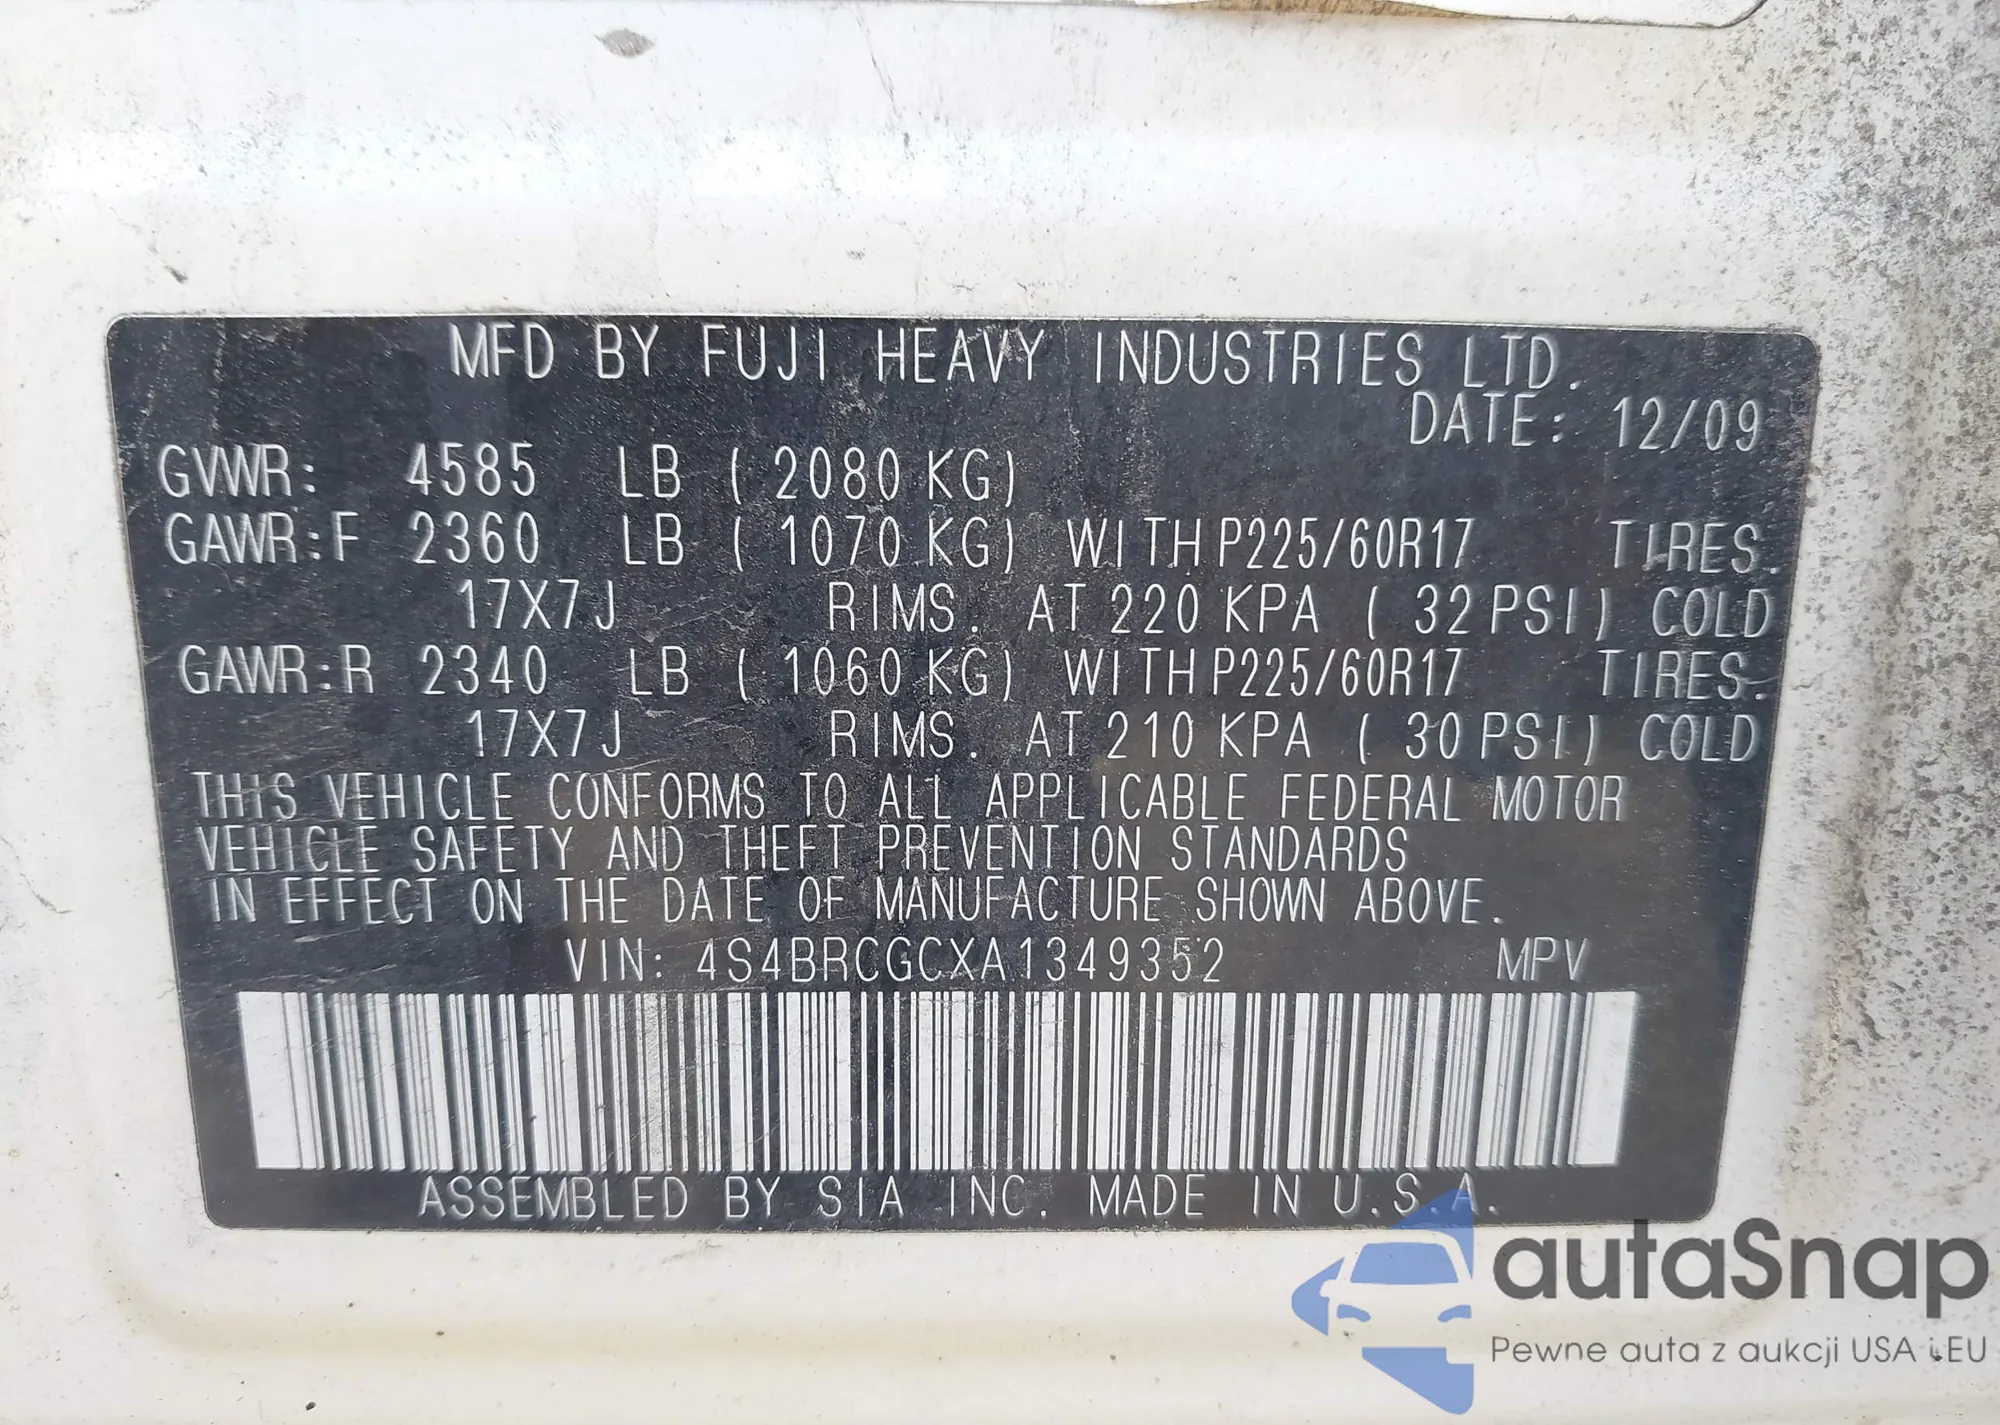 MFD BY FUJI HEAVY INDUSTRIES LTD.
DATE: 12/09
GVWR: 4585 LB ( 2080 KG)
GAWR:F 2360 LB ( 1070 KG) WITH P225/60R17 TIRES.
17X7J RIMS. AT 220 KPA ( 32 PSI) COLD
GAWR:R 2340 LB ( 1060 KG) WITH P225/60R17 TIRES.
17X7J RIMS. AT 210 KPA ( 30 PSI) COLD
THIS VEHICLE CONFORMS TO ALL APPLICABLE FEDERAL MOTOR
VEHICLE SAFETY AND THEFT PREVENTION STANDARDS
IN EFFECT ON THE DATE OF MANUFACTURE SHOWN ABOVE.
VIN: 4S4BRCGCXA1349352 MPV
ASSEMBLED BY SIA INC. MADE IN U.S.A.
autaSnap
Pewne auta z aukcji USA i EU